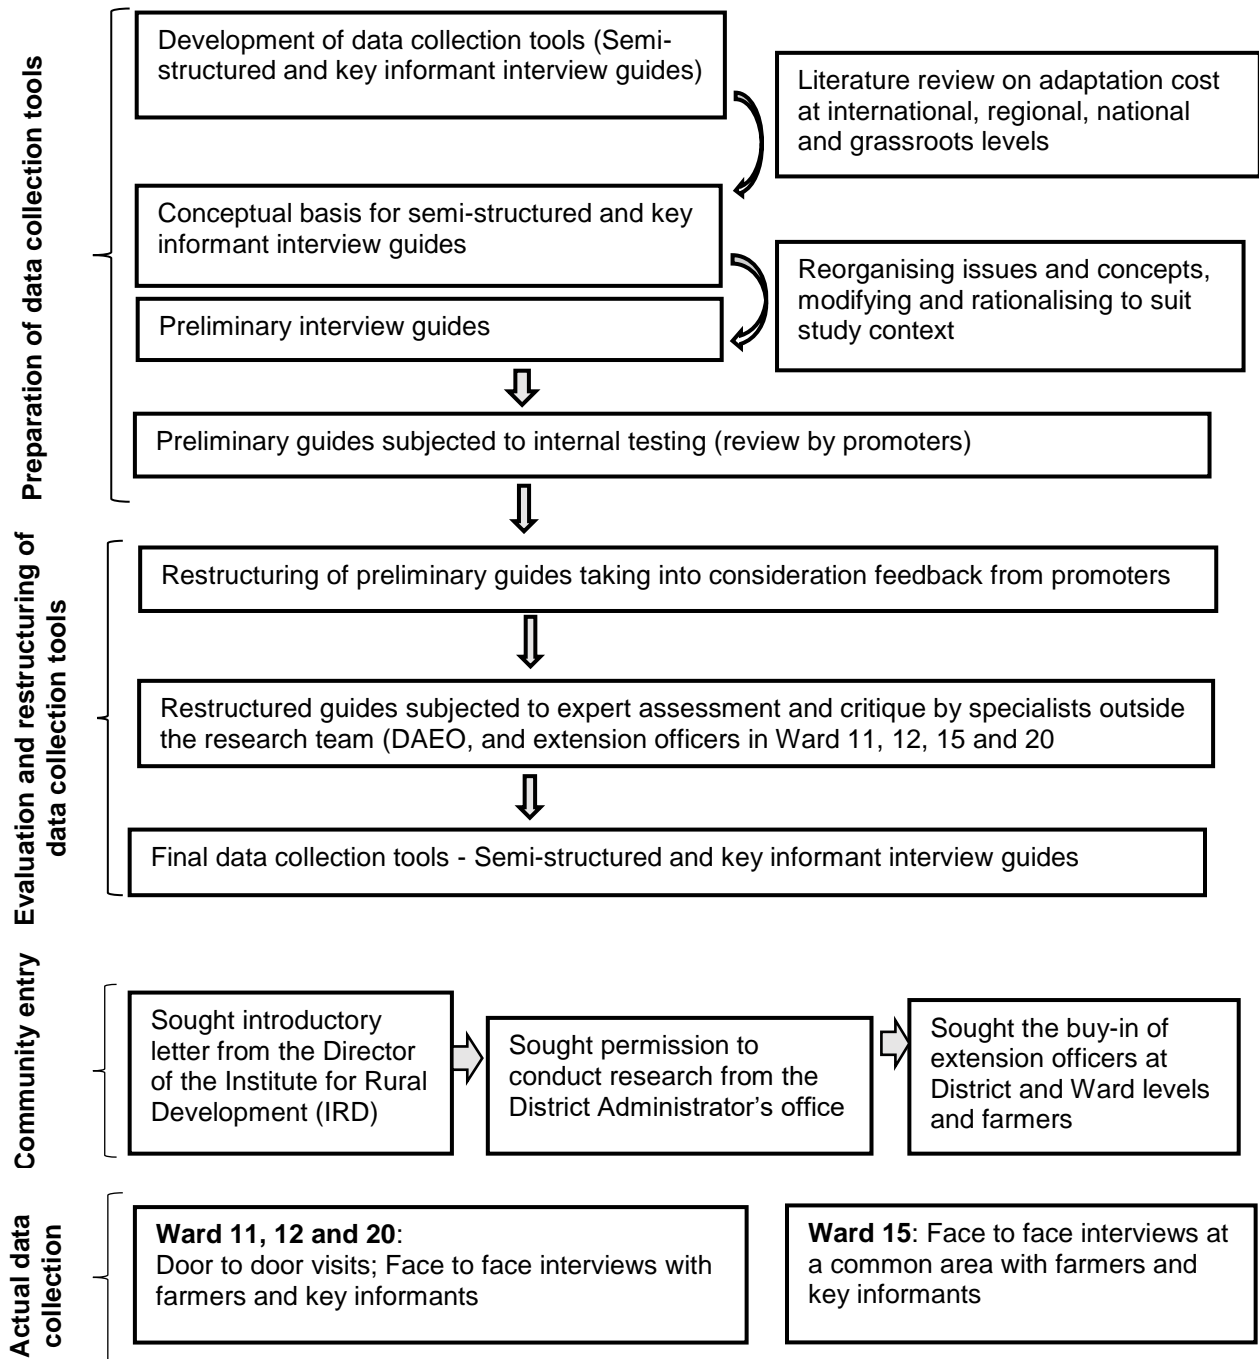 Preparation of data collection tools
Development of data collection tools (Semi-
structured and key informant interview guides)
Literature review on adaptation cost
at international, regional, national
and grassroots levels
Conceptual basis for semi-structured and key
informant interview guides
Reorganising issues and concepts,
modifying and rationalising to suit
study context
Preliminary interview guides
Preliminary guides subjected to internal testing (review by promoters)
Evaluation and restructuring of
data collection tools
Restructuring of preliminary guides taking into consideration feedback from promoters
Restructured guides subjected to expert assessment and critique by specialists outside
the research team (DAEO, and extension officers in Ward 11, 12, 15 and 20
Final data collection tools - Semi-structured and key informant interview guides
Community entry
Sought introductory
letter from the Director
of the Institute for Rural
Development (IRD)
Sought permission to
conduct research from the
District Administrator’s office
Sought the buy-in of
extension officers at
District and Ward levels
and farmers
Actual data
collection
Ward 11, 12 and 20:
Door to door visits; Face to face interviews with
farmers and key informants
Ward 15: Face to face interviews at
a common area with farmers and
key informants